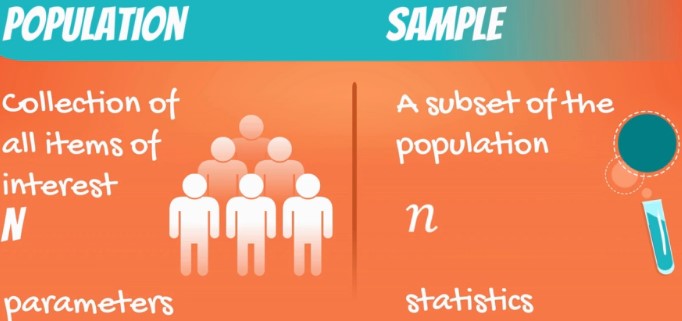 POPULATION
Collection of
all items of
interest
N
parameters
SAMPLE
A subset of the
population
n
statistics